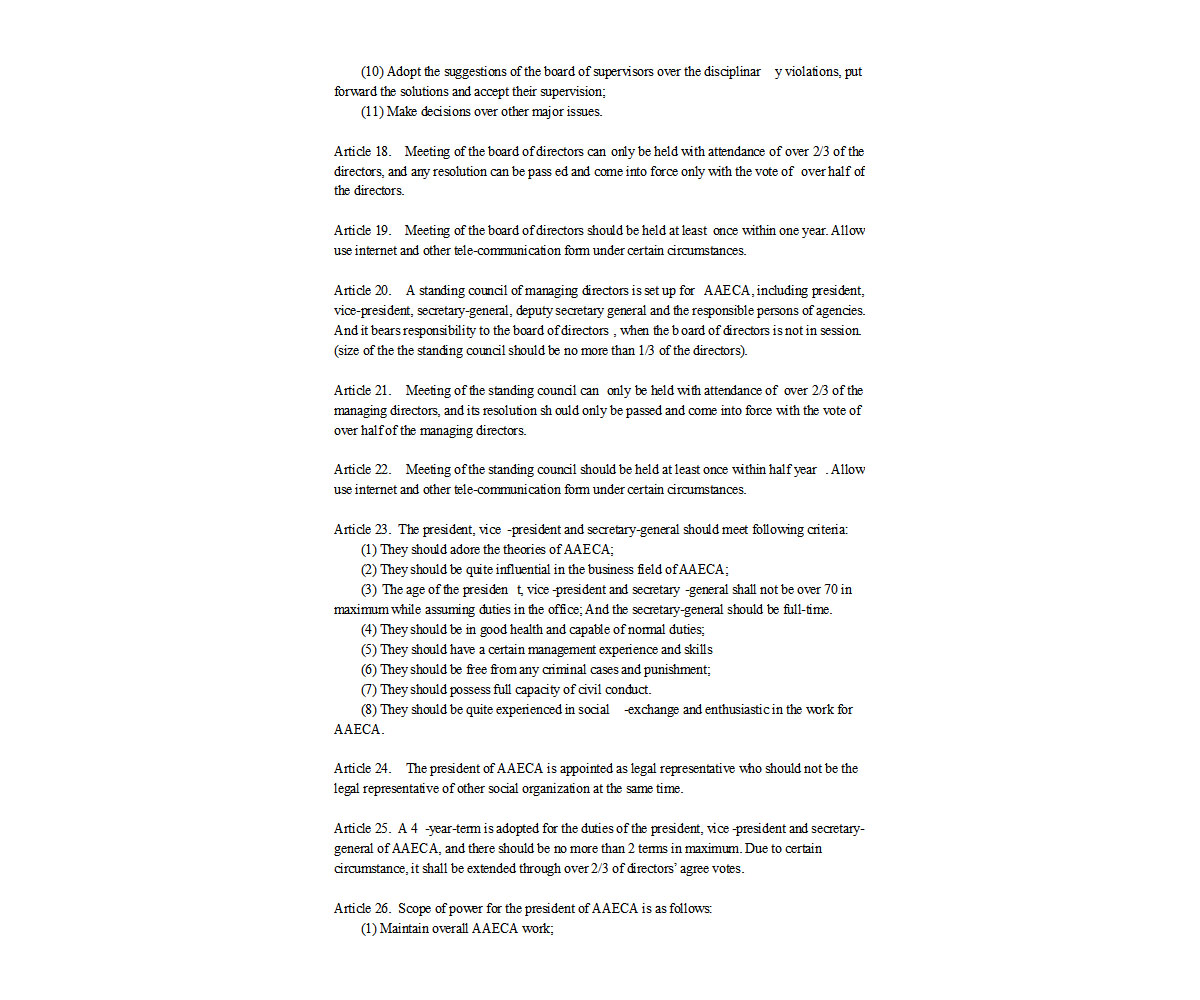 (10) Adopt the suggestions of the board of supervisors over the disciplinar y violations, put
forward the solutions and accept their supervision;
(11) Make decisions over other major issues.
Article 18. Meeting of the board of directors can only be held with attendance of over 2/3 of the
directors, and any resolution can be pass ed and come into force only with the vote of over half of
the directors.
Article 19. Meeting of the board of directors should be held at least once within one year. Allow
use internet and other tele-communication form under certain circumstances.
Article 20. A standing council of managing directors is set up for AAECA, including president,
vice-president, secretary-general, deputy secretary general and the responsible persons of agencies.
And it bears responsibility to the board of directors , when the b oard of directors is not in session.
(size of the the standing council should be no more than 1/3 of the directors).
Article 21. Meeting of the standing council can only be held with attendance of over 2/3 of the
managing directors, and its resolution sh ould only be passed and come into force with the vote of
over half of the managing directors.
Article 22. Meeting of the standing council should be held at least once within half year . Allow
use internet and other tele-communication form under certain circumstances.
Article 23. The president, vice -president and secretary-general should meet following criteria:
(1) They should adore the theories of AAECA;
(2) They should be quite influential in the business field of AAECA;
(3) The age of the presiden t, vice -president and secretary -general shall not be over 70 in
maximum while assuming duties in the office; And the secretary-general should be full-time.
(4) They should be in good health and capable of normal duties;
(5) They should have a certain management experience and skills
(6) They should be free from any criminal cases and punishment;
(7) They should possess full capacity of civil conduct.
(8) They should be quite experienced in social -exchange and enthusiastic in the work for
AAECA.
Article 24. The president of AAECA is appointed as legal representative who should not be the
legal representative of other social organization at the same time.
Article 25. A 4 -year-term is adopted for the duties of the president, vice -president and secretary-
general of AAECA, and there should be no more than 2 terms in maximum. Due to certain
circumstance, it shall be extended through over 2/3 of directors’ agree votes.
Article 26. Scope of power for the president of AAECA is as follows:
(1) Maintain overall AAECA work;